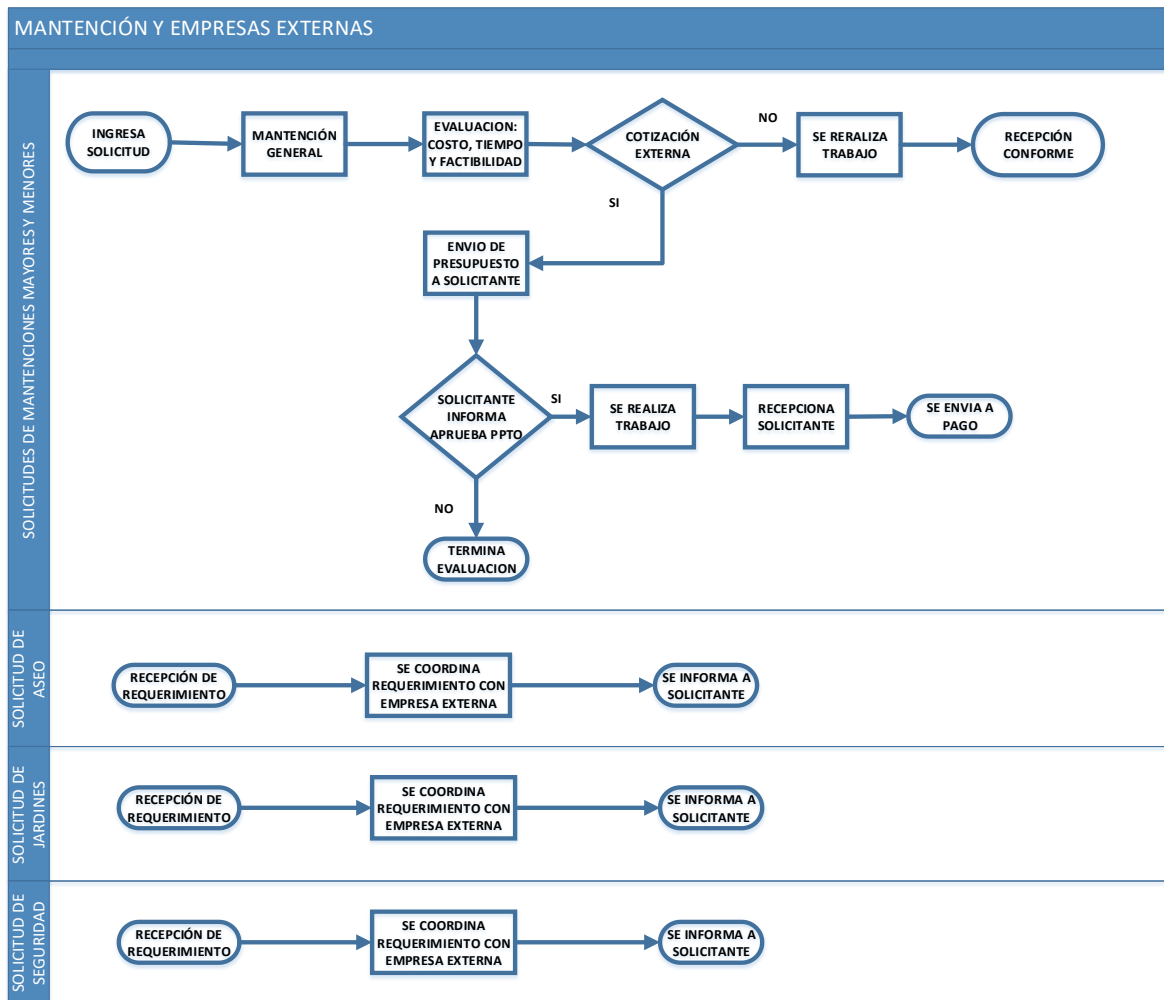 MANTENCIÓN Y EMPRESAS EXTERNAS
SOLICITUDES DE MANTENCIONES MAYORES Y MENORES
INGRESA
SOLICITUD
MANTENCIÓN
GENERAL
EVALUACION:
COSTO, TIEMPO
Y FACTIBILIDAD
COTIZACIÓN
EXTERNA
NO
SE RERALIZA
TRABAJO
RECEPCIÓN
CONFORME
SI
ENVIO DE
PRESUPUESTO
A SOLICITANTE
SOLICITANTE
INFORMA
APRUEBA PPTO
SI
SE REALIZA
TRABAJO
RECEPCIONA
SOLICITANTE
SE ENVIA A
PAGO
NO
TERMINA
EVALUACION
SOLICITUD DE
ASEO
RECEPCIÓN DE
REQUERIMIENTO
SE COORDINA
REQUERIMIENTO CON
EMPRESA EXTERNA
SE INFORMA A
SOLICITANTE
SOLICITUD DE
JARDINES
RECEPCIÓN DE
REQUERIMIENTO
SE COORDINA
REQUERIMIENTO CON
EMPRESA EXTERNA
SE INFORMA A
SOLICITANTE
SOLICITUD DE
SEGURIDAD
RECEPCIÓN DE
REQUERIMIENTO
SE COORDINA
REQUERIMIENTO CON
EMPRESA EXTERNA
SE INFORMA A
SOLICITANTE